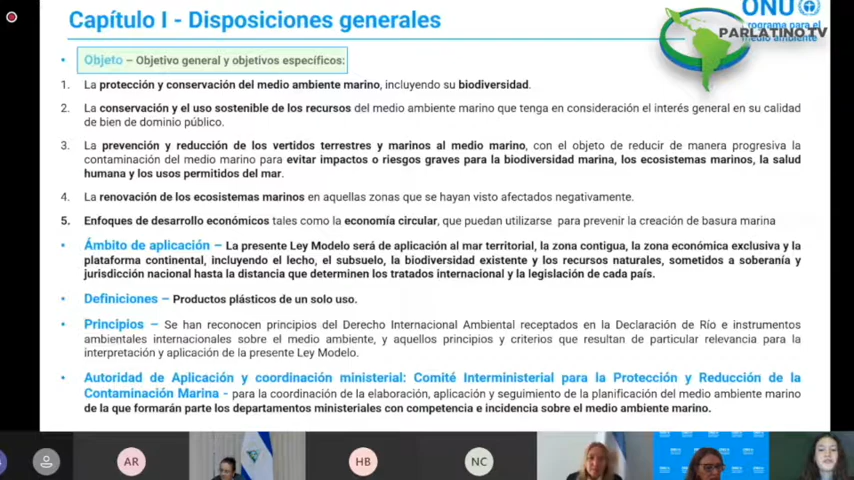 Capítulo I - Disposiciones generales
ONU
programa para el
medio ambiente
PARLATINO.TV
• Objeto – Objetivo general y objetivos específicos:
1. La protección y conservación del medio ambiente marino, incluyendo su biodiversidad.
2. La conservación y el uso sostenible de los recursos del medio ambiente marino que tenga en consideración el interés general en su calidad
de bien de dominio público.
3. La prevención y reducción de los vertidos terrestres y marinos al medio marino, con el objeto de reducir de manera progresiva la
contaminación del medio marino para evitar impactos o riesgos graves para la biodiversidad marina, los ecosistemas marinos, la salud
humana y los usos permitidos del mar.
4. La renovación de los ecosistemas marinos en aquellas zonas que se hayan visto afectados negativamente.
5. Enfoques de desarrollo económicos tales como la economía circular, que puedan utilizarse para prevenir la creación de basura marina
• Ámbito de aplicación – La presente Ley Modelo será de aplicación al mar territorial, la zona contigua, la zona económica exclusiva y la
plataforma continental, incluyendo el lecho, el subsuelo, la biodiversidad existente y los recursos naturales, sometidos a soberanía y
jurisdicción nacional hasta la distancia que determinen los tratados internacional y la legislación de cada país.
• Definiciones – Productos plásticos de un solo uso.
• Principios – Se han reconocen principios del Derecho Internacional Ambiental receptados en la Declaración de Río e instrumentos
ambientales internacionales sobre el medio ambiente, y aquellos principios y criterios que resultan de particular relevancia para la
interpretación y aplicación de la presente Ley Modelo.
• Autoridad de Aplicación y coordinación ministerial: Comité Interministerial para la Protección y Reducción de la
Contaminación Marina - para la coordinación de la elaboración, aplicación y seguimiento de la planificación del medio ambiente marino
de la que formarán parte los departamentos ministeriales con competencia e incidencia sobre el medio ambiente marino.
AR
HB
NC